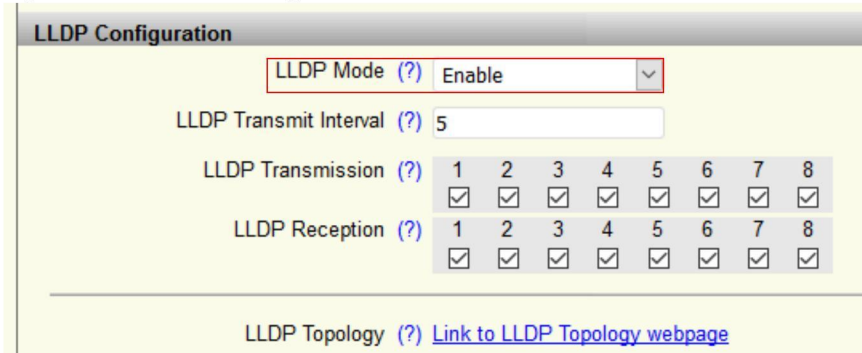 LLDP Configuration
LLDP Mode (?) Enable
LLDP Transmit Interval (?) 5
LLDP Transmission (?) 1 2 3 4 5 6 7 8
LLDP Reception (?) 1 2 3 4 5 6 7 8
LLDP Topology (?) Link to LLDP Topology webpage